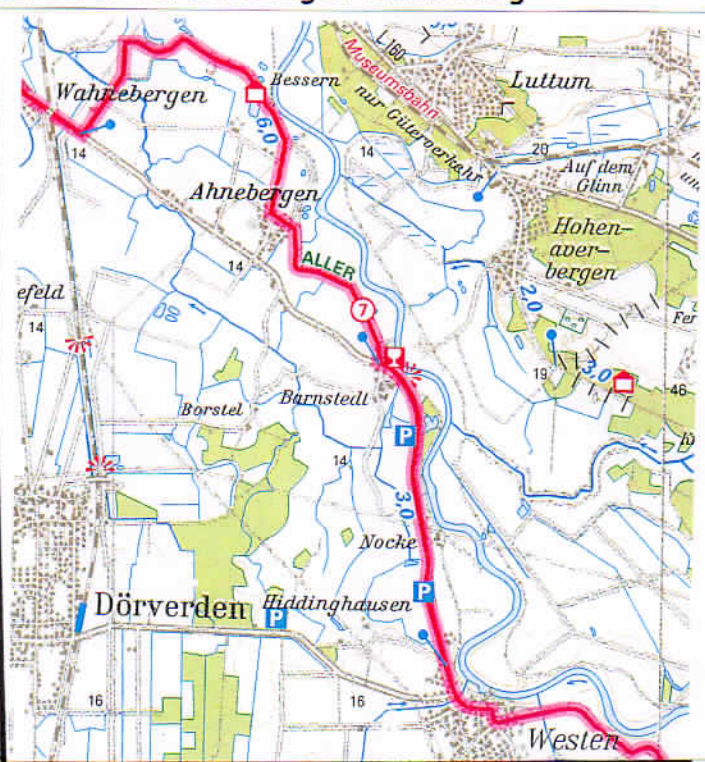 L160
Museumsbahn
nur Güterverkehr
Luttum
Bessern
Wahnebergen
6,0
14
14
20
Auf dem
Glinn
Ahnebergen
Hohen-
aver-
bergen
14
ALLER
7
2,0
efeld
14
Fer
19
3,0
46
Barnstedt
Borstel
P
14
3,0
Nocke
P
Dörverden
P
Hiddinghausen
16
16
Westen